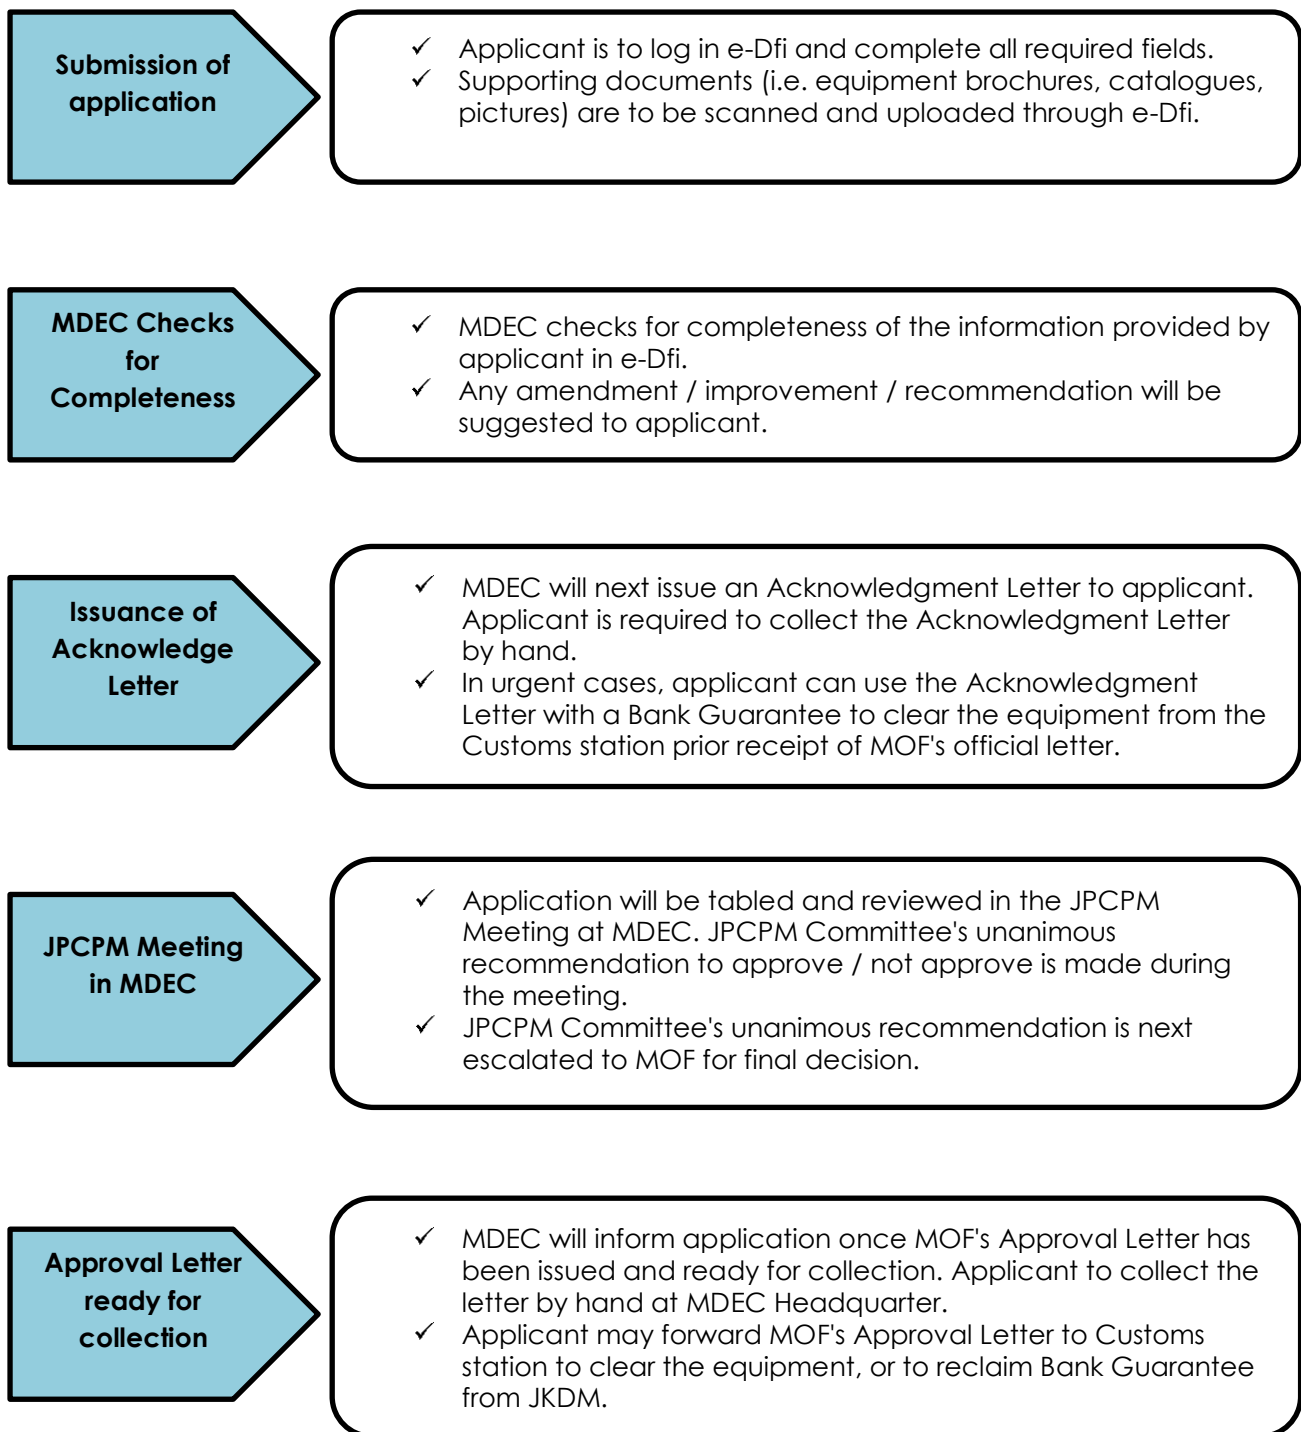 Submission of
application
✓ Applicant is to log in e-Dfi and complete all required fields.
✓ Supporting documents (i.e. equipment brochures, catalogues,
pictures) are to be scanned and uploaded through e-Dfi.
MDEC Checks
for
Completeness
✓ MDEC checks for completeness of the information provided by
applicant in e-Dfi.
✓ Any amendment / improvement / recommendation will be
suggested to applicant.
Issuance of
Acknowledge
Letter
✓ MDEC will next issue an Acknowledgment Letter to applicant.
Applicant is required to collect the Acknowledgment Letter
by hand.
✓ In urgent cases, applicant can use the Acknowledgment
Letter with a Bank Guarantee to clear the equipment from the
Customs station prior receipt of MOF's official letter.
JPCPM Meeting
in MDEC
✓ Application will be tabled and reviewed in the JPCPM
Meeting at MDEC. JPCPM Committee's unanimous
recommendation to approve / not approve is made during
the meeting.
✓ JPCPM Committee's unanimous recommendation is next
escalated to MOF for final decision.
Approval Letter
ready for
collection
✓ MDEC will inform application once MOF's Approval Letter has
been issued and ready for collection. Applicant to collect the
letter by hand at MDEC Headquarter.
✓ Applicant may forward MOF's Approval Letter to Customs
station to clear the equipment, or to reclaim Bank Guarantee
from JKDM.